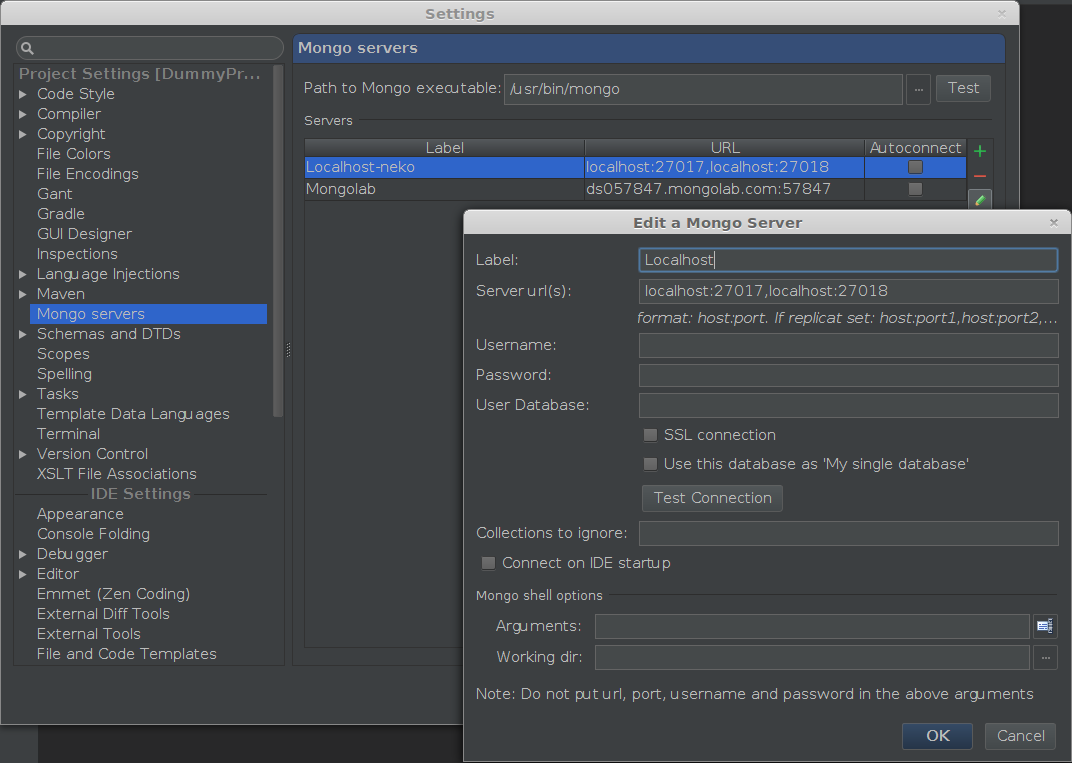 Settings
Mongo servers
Project Settings [DummyPr...
Code Style
Compiler
Copyright
File Colors
File Encodings
Gant
Gradle
GUI Designer
Inspections
Language Injections
Maven
Mongo servers
Schemas and DTDs
Scopes
Spelling
Tasks
Template Data Languages
Terminal
Version Control
XSLT File Associations
IDE Settings
Appearance
Console Folding
Debugger
Editor
Emmet (Zen Coding)
External Diff Tools
External Tools
File and Code Templates
Path to Mongo executable: /usr/bin/mongo ... Test
Servers
Label URL Autoconnect
Localhost-neko localhost:27017,localhost:27018
Mongolab ds057847.mongolab.com:57847
Edit a Mongo Server
Label: Localhost
Server url(s): localhost:27017,localhost:27018
format: host:port. If replicat set: host:port1,host:port2,...
Username:
Password:
User Database:
SSL connection
Use this database as 'My single database'
Test Connection
Collections to ignore:
Connect on IDE startup
Mongo shell options
Arguments:
Working dir: ...
Note: Do not put url, port, username and password in the above arguments
OK Cancel